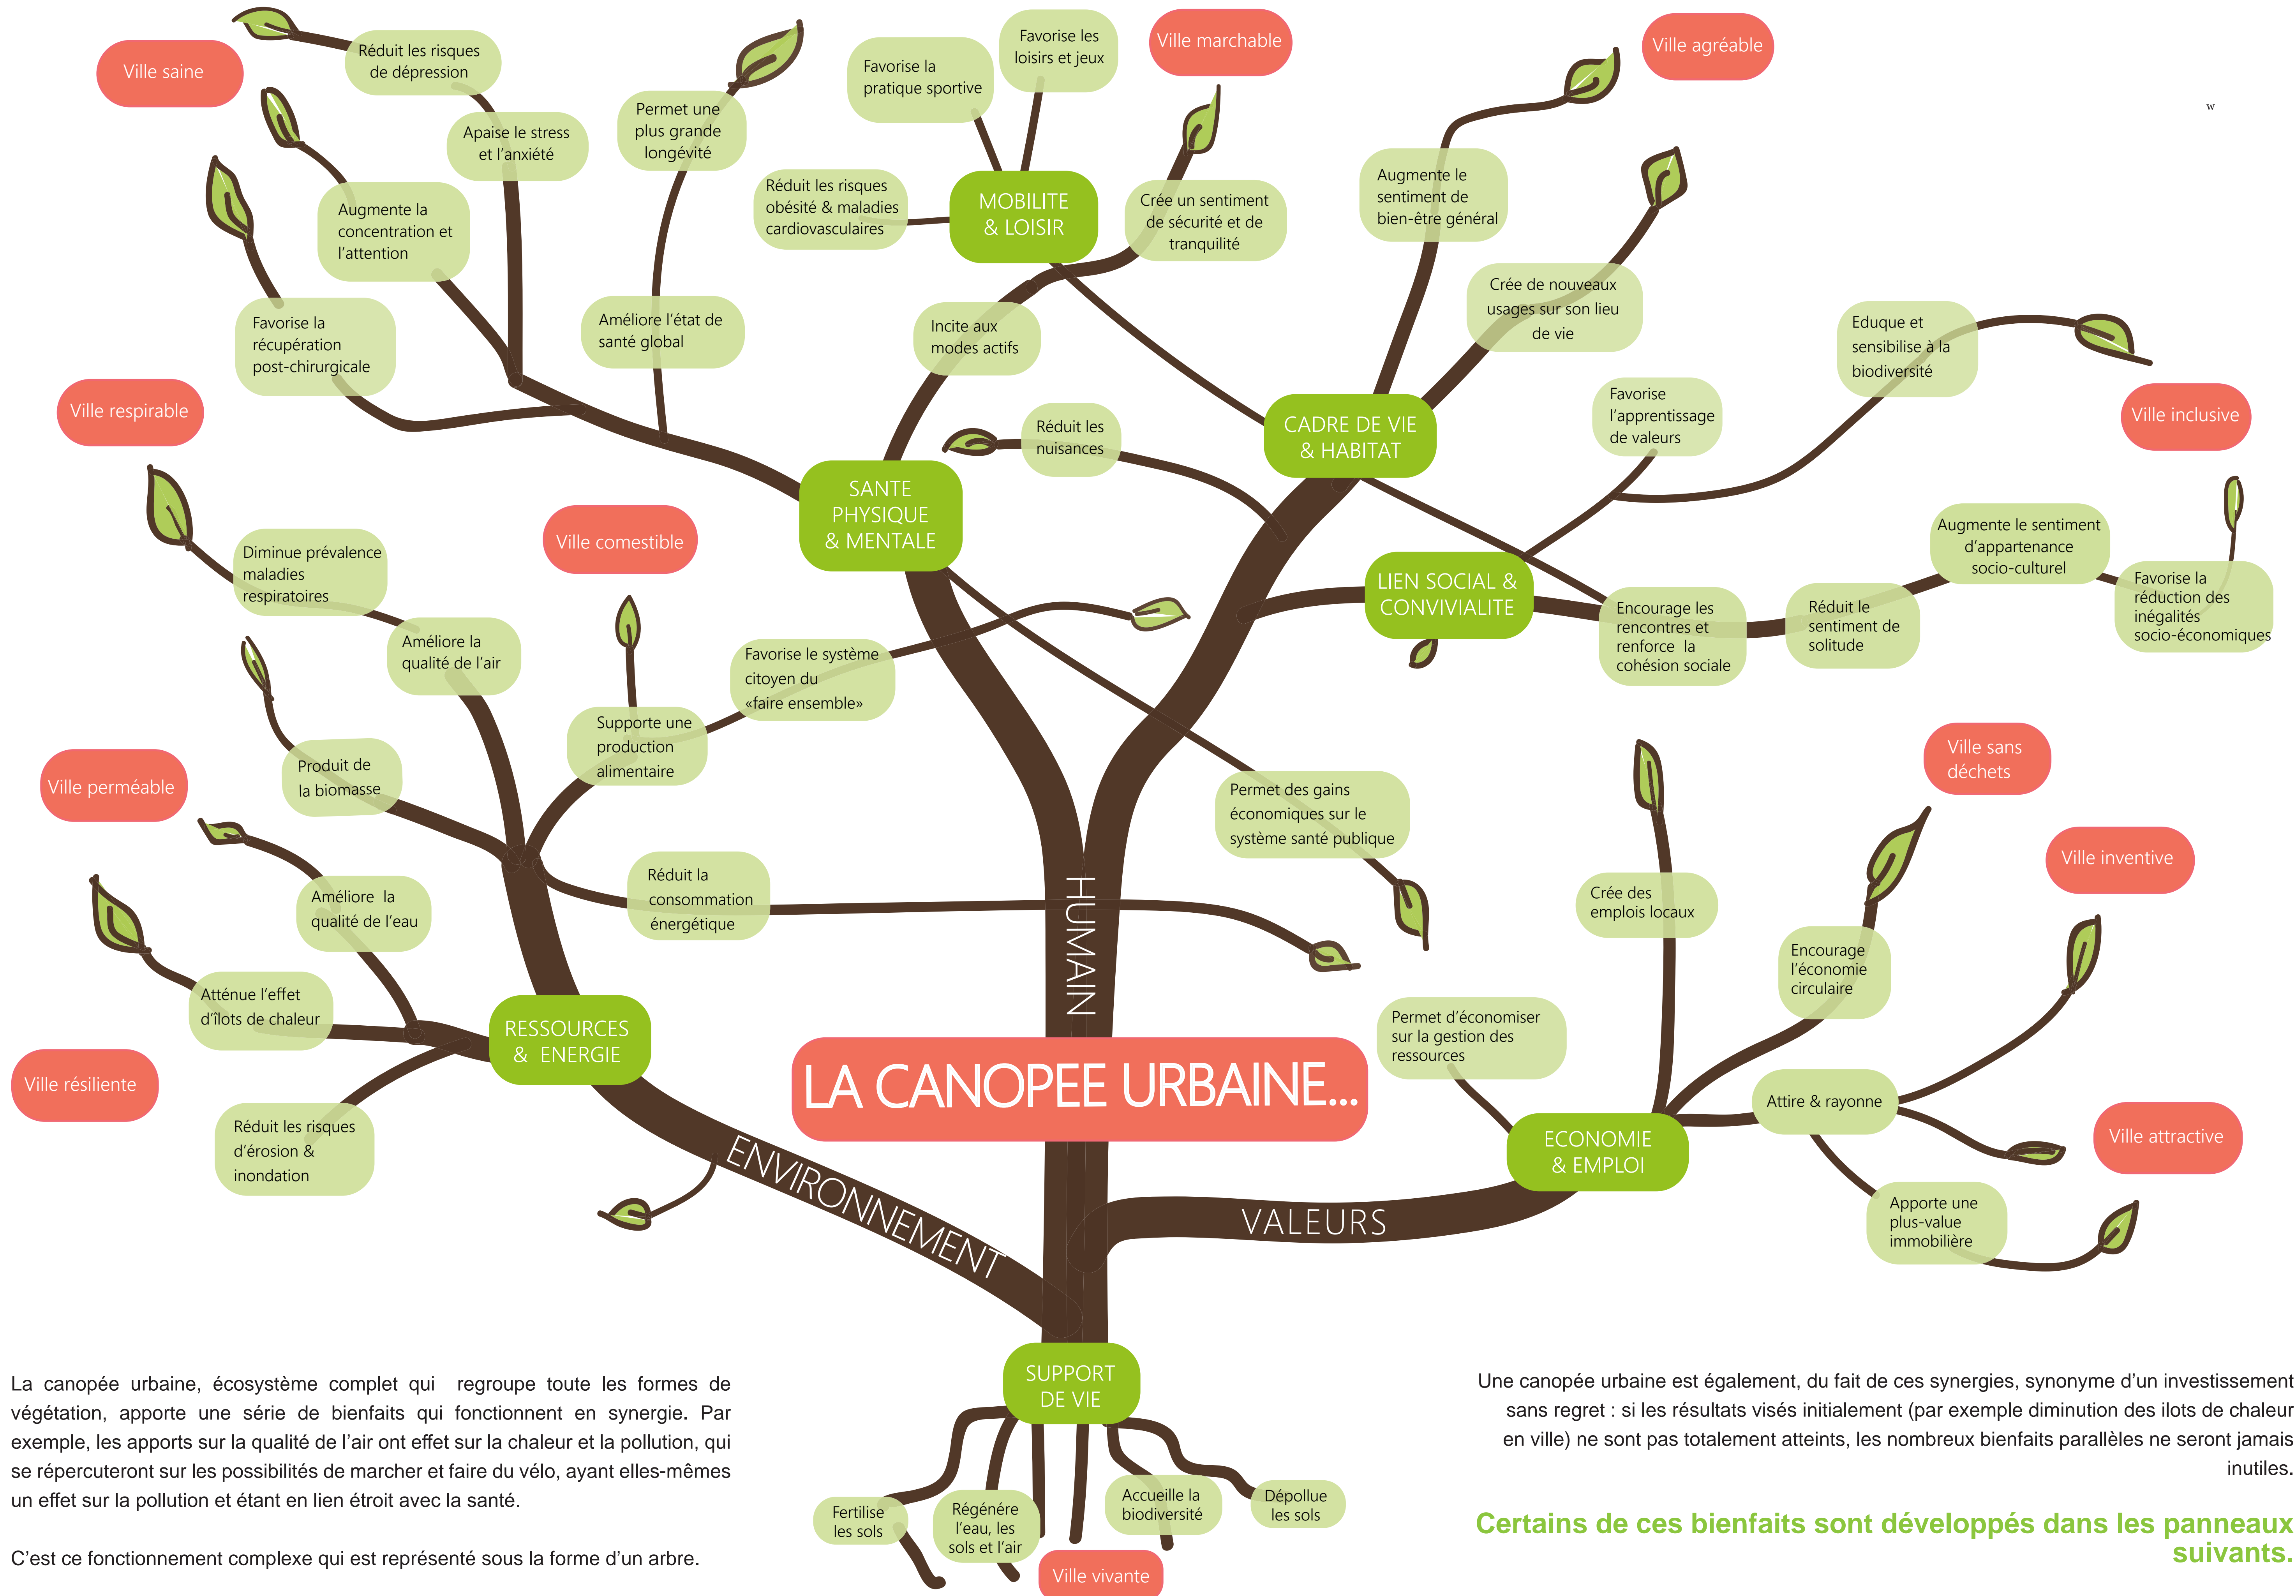 Ville saine
Réduit les risques
de dépression
Apaise le stress
et l'anxiété
Permet une
plus grande
longévité
Augmente la
concentration et
l'attention
Favorise la
récupération
post-chirurgicale
Améliore l'état de
santé global
Favorise la
pratique sportive
Favorise les
loisirs et jeux
Ville marchable
Réduit les risques
obésité & maladies
cardiovasculaires
MOBILITE
& LOISIR
Crée un sentiment
de sécurité et de
tranquilité
Incite aux
modes actifs
Ville agréable
w
Augmente le
sentiment de
bien-être général
Crée de nouveaux
usages sur son lieu
de vie
Eduque et
sensibilise à la
biodiversité
Favorise
l'apprentissage
de valeurs
Ville inclusive
CADRE DE VIE
& HABITAT
Réduit les
nuisances
SANTE
PHYSIQUE
& MENTALE
Ville respirable
Diminue prévalence
maladies
respiratoires
Ville comestible
Améliore la
qualité de l'air
Favorise le système
citoyen du
«faire ensemble»
Supporte une
production
alimentaire
Produit de
la biomasse
Ville perméable
LIEN SOCIAL &
CONVIVIALITE
Encourage les
rencontres et
renforce  la
cohésion sociale
Réduit le
sentiment de
solitude
Augmente le sentiment
d'appartenance
socio-culturel
Favorise la
réduction des
inégalités
socio-économiques
Permet des gains
économiques sur le
système santé publique
Réduit la
consommation
énergétique
Améliore  la
qualité de l'eau
Atténue l'effet
d'îlots de chaleur
Ville résiliente
Réduit les risques
d'érosion &
inondation
RESSOURCES
&  ENERGIE
HUMAIN
LA CANOPEE URBAINE...
ENVIRONNEMENT
VALEURS
Ville sans
déchets
Ville inventive
Crée des
emplois locaux
Encourage
l'économie
circulaire
Permet d'économiser
sur la gestion des
ressources
Attire & rayonne
Ville attractive
ECONOMIE
& EMPLOI
Apporte une
plus-value
immobilière
SUPPORT
DE VIE
Fertilise
les sols
Régénére
l'eau, les
sols et l'air
Accueille la
biodiversité
Dépollue
les sols
Ville vivante
La canopée urbaine, écosystème complet qui  regroupe toute les formes de
végétation, apporte une série de bienfaits qui fonctionnent en synergie. Par
exemple, les apports sur la qualité de l'air ont effet sur la chaleur et la pollution, qui
se répercuteront sur les possibilités de marcher et faire du vélo, ayant elles-mêmes
un effet sur la pollution et étant en lien étroit avec la santé.
C'est ce fonctionnement complexe qui est représenté sous la forme d'un arbre.
Une canopée urbaine est également, du fait de ces synergies, synonyme d'un investissement
sans regret : si les résultats visés initialement (par exemple diminution des ilots de chaleur
en ville) ne sont pas totalement atteints, les nombreux bienfaits parallèles ne seront jamais
inutiles.
Certains de ces bienfaits sont développés dans les panneaux
suivants.